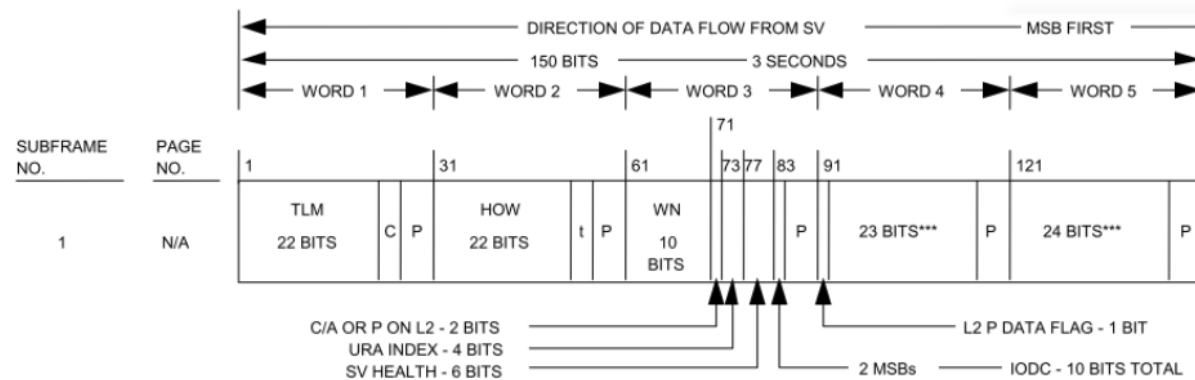 DIRECTION OF DATA FLOW FROM SV MSB FIRST
150 BITS 3 SECONDS
WORD 1 WORD 2 WORD 3 WORD 4 WORD 5
71
SUBFRAME NO. PAGE NO. 1 31 61 73 77 83 91 121
1 N/A TLM 22 BITS C P HOW 22 BITS t P WN 10 BITS P 23 BITS*** P 24 BITS*** P
C/A OR P ON L2 - 2 BITS L2 P DATA FLAG - 1 BIT
URA INDEX - 4 BITS
SV HEALTH - 6 BITS 2 MSBs IODC - 10 BITS TOTAL